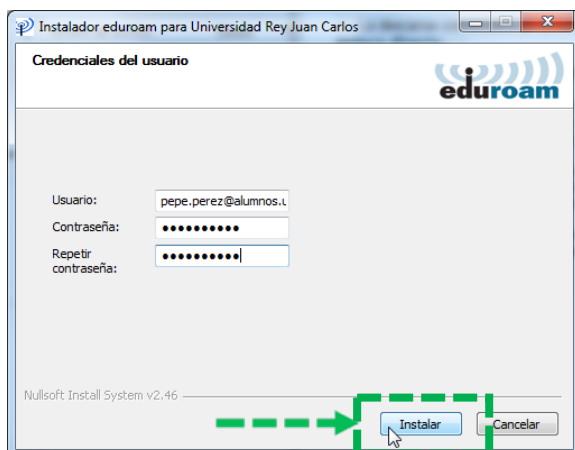 Instalador eduroam para Universidad Rey Juan Carlos
Credenciales del usuario
eduroam
Usuario: pepe.perez@alumnos.u
Contraseña: ●●●●●●●●●●
Repetir
contraseña: ●●●●●●●●●●
Nullsoft Install System v2.46
Instalar Cancelar